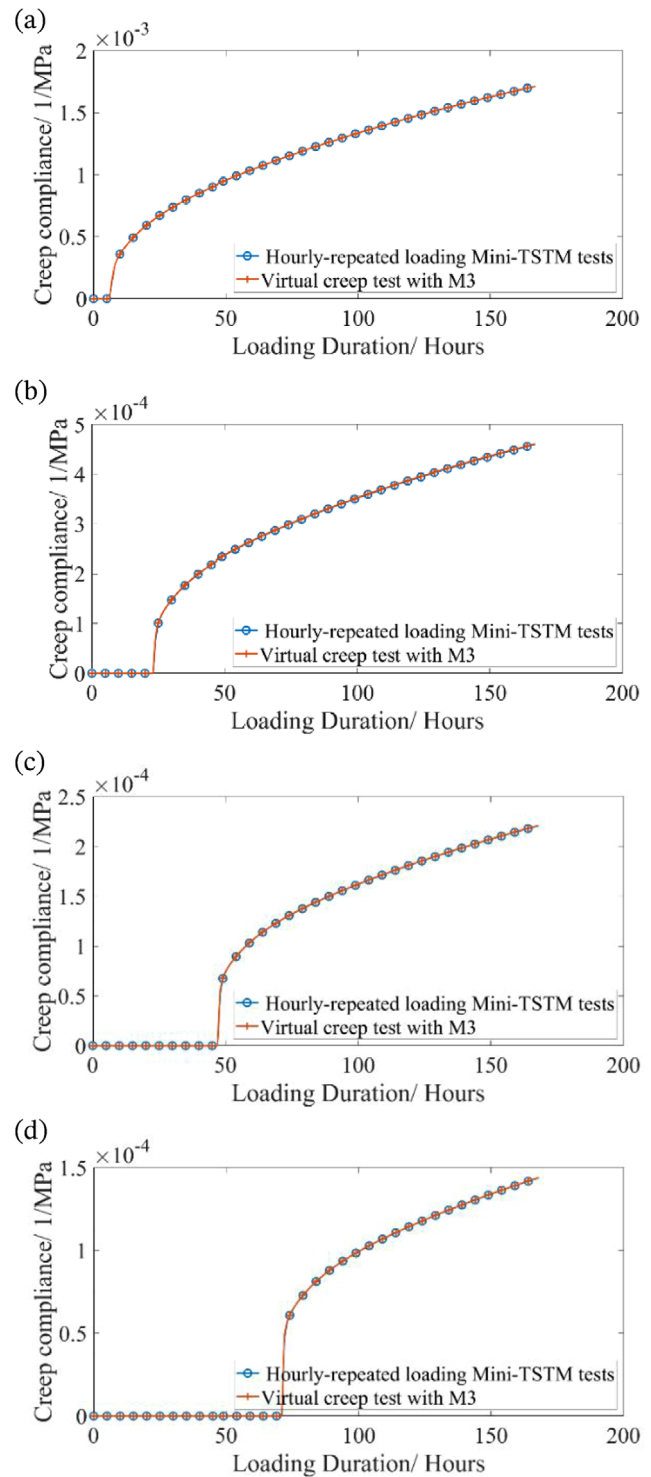 (a)
×10⁻³
2
1.5
1
0.5
0
Creep compliance/ 1/MPa
Hourly-repeated loading Mini-TSTM tests
Virtual creep test with M3
0 50 100 150 200
Loading Duration/ Hours
(b)
×10⁻⁴
5
4
3
2
1
0
Creep compliance/ 1/MPa
Hourly-repeated loading Mini-TSTM tests
Virtual creep test with M3
0 50 100 150 200
Loading Duration/ Hours
(c)
×10⁻⁴
2.5
2
1.5
1
0.5
0
Creep compliance/ 1/MPa
Hourly-repeated loading Mini-TSTM tests
Virtual creep test with M3
0 50 100 150 200
Loading Duration/ Hours
(d)
×10⁻⁴
1.5
1
0.5
0
Creep compliance/ 1/MPa
Hourly-repeated loading Mini-TSTM tests
Virtual creep test with M3
0 50 100 150 200
Loading Duration/ Hours